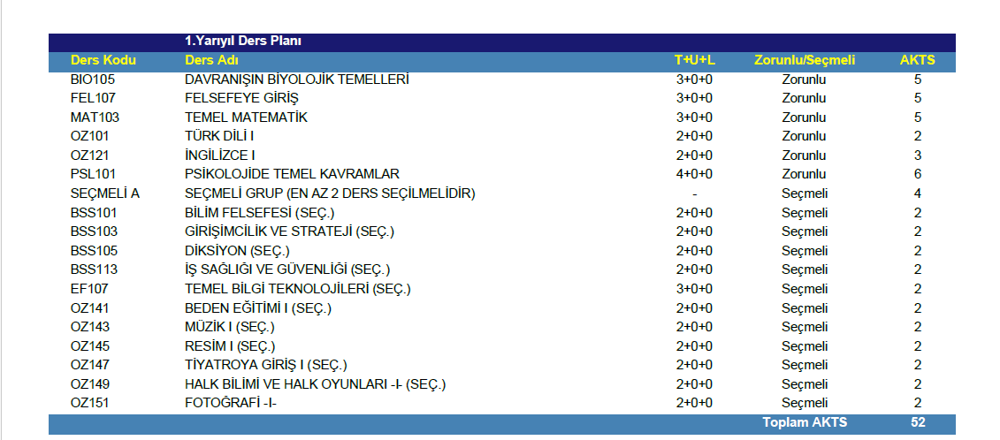 1.Yarıyıl Ders Planı
Ders Kodu Ders Adı T+U+L Zorunlu/Seçmeli AKTS
BIO105 DAVRANIŞIN BİYOLOJİK TEMELLERİ 3+0+0 Zorunlu 5
FEL107 FELSEFEYE GİRİŞ 3+0+0 Zorunlu 5
MAT103 TEMEL MATEMATİK 3+0+0 Zorunlu 5
OZ101 TÜRK DİLİ I 2+0+0 Zorunlu 2
OZ121 İNGİLİZCE I 2+0+0 Zorunlu 3
PSL101 PSİKOLOJİDE TEMEL KAVRAMLAR 4+0+0 Zorunlu 6
SEÇMELİ A SEÇMELİ GRUP (EN AZ 2 DERS SEÇİLMELİDİR) - Seçmeli 4
BSS101 BİLİM FELSEFESİ (SEÇ.) 2+0+0 Seçmeli 2
BSS103 GİRİŞİMCİLİK VE STRATEJİ (SEÇ.) 2+0+0 Seçmeli 2
BSS105 DİKSİYON (SEÇ.) 2+0+0 Seçmeli 2
BSS113 İŞ SAĞLIĞI VE GÜVENLİĞİ (SEÇ.) 2+0+0 Seçmeli 2
EF107 TEMEL BİLGİ TEKNOLOJİLERİ (SEÇ.) 3+0+0 Seçmeli 2
OZ141 BEDEN EĞİTİMİ I (SEÇ.) 2+0+0 Seçmeli 2
OZ143 MÜZİK I (SEÇ.) 2+0+0 Seçmeli 2
OZ145 RESİM I (SEÇ.) 2+0+0 Seçmeli 2
OZ147 TİYATROYA GİRİŞ I (SEÇ.) 2+0+0 Seçmeli 2
OZ149 HALK BİLİMİ VE HALK OYUNLARI -I- (SEÇ.) 2+0+0 Seçmeli 2
OZ151 FOTOĞRAFİ -I- 2+0+0 Seçmeli 2
Toplam AKTS 52